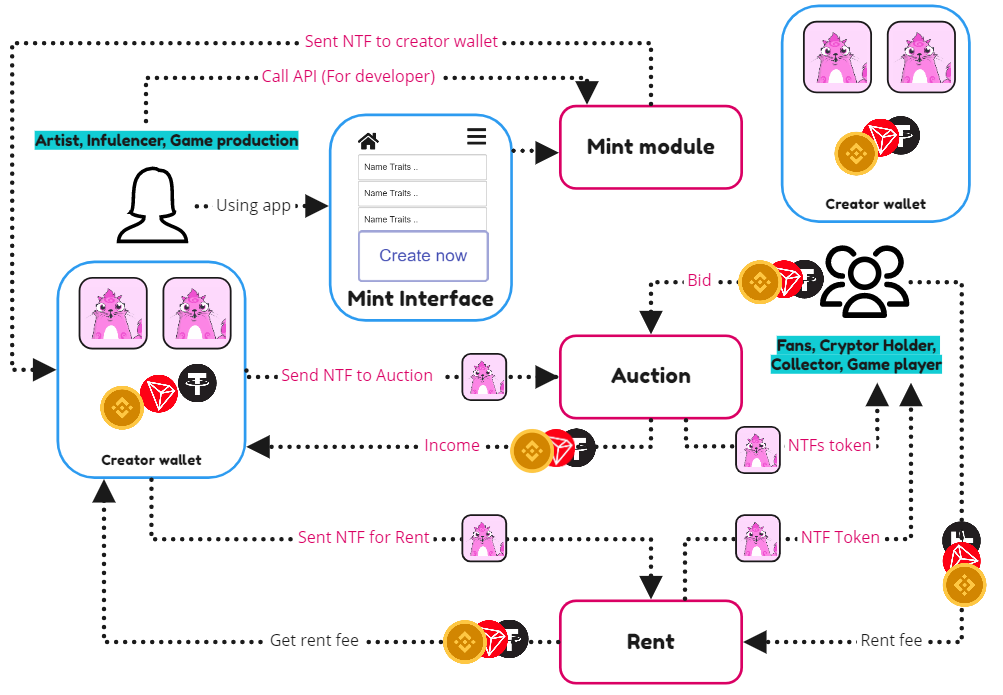 Sent NTF to creator wallet
Call API (For developer)
Artist, Infulencer, Game production
Mint module
Name Traits ..
Name Traits ..
Name Traits ..
Using app
Creator wallet
Create now
Mint Interface
Bid
Fans, Cryptor Holder,
Collector, Game player
Send NTF to Auction
Auction
Income
NTFs token
Creator wallet
Sent NTF for Rent
NTF Token
Get rent fee
Rent
Rent fee